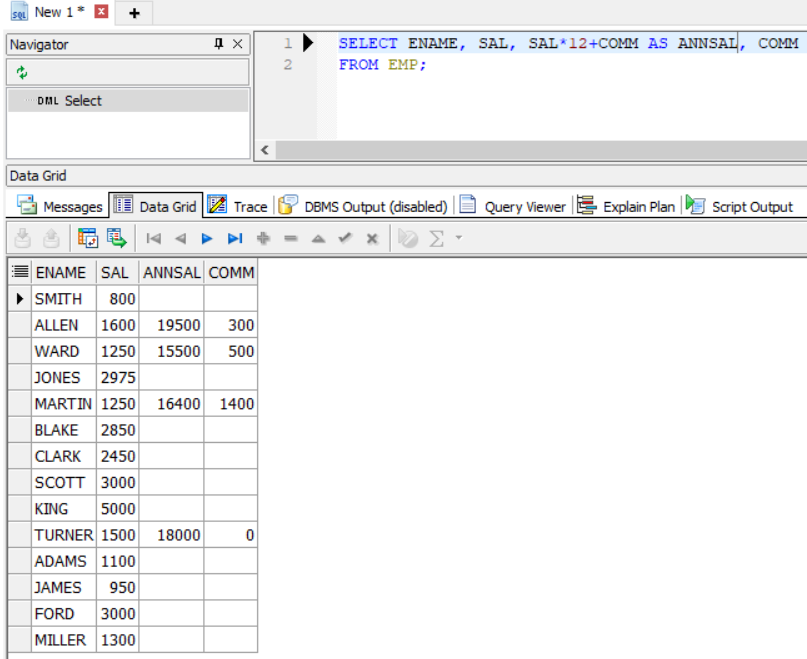 New 1 *
Navigator
1 SELECT ENAME, SAL, SAL*12+COMM AS ANNSAL, COMM
2 FROM EMP;
DML Select
Data Grid
Messages Data Grid Trace DBMS Output (disabled) Query Viewer Explain Plan Script Output
ENAME SAL ANNSAL COMM
SMITH 800
ALLEN 1600 19500 300
WARD 1250 15500 500
JONES 2975
MARTIN 1250 16400 1400
BLAKE 2850
CLARK 2450
SCOTT 3000
KING 5000
TURNER 1500 18000 0
ADAMS 1100
JAMES 950
FORD 3000
MILLER 1300